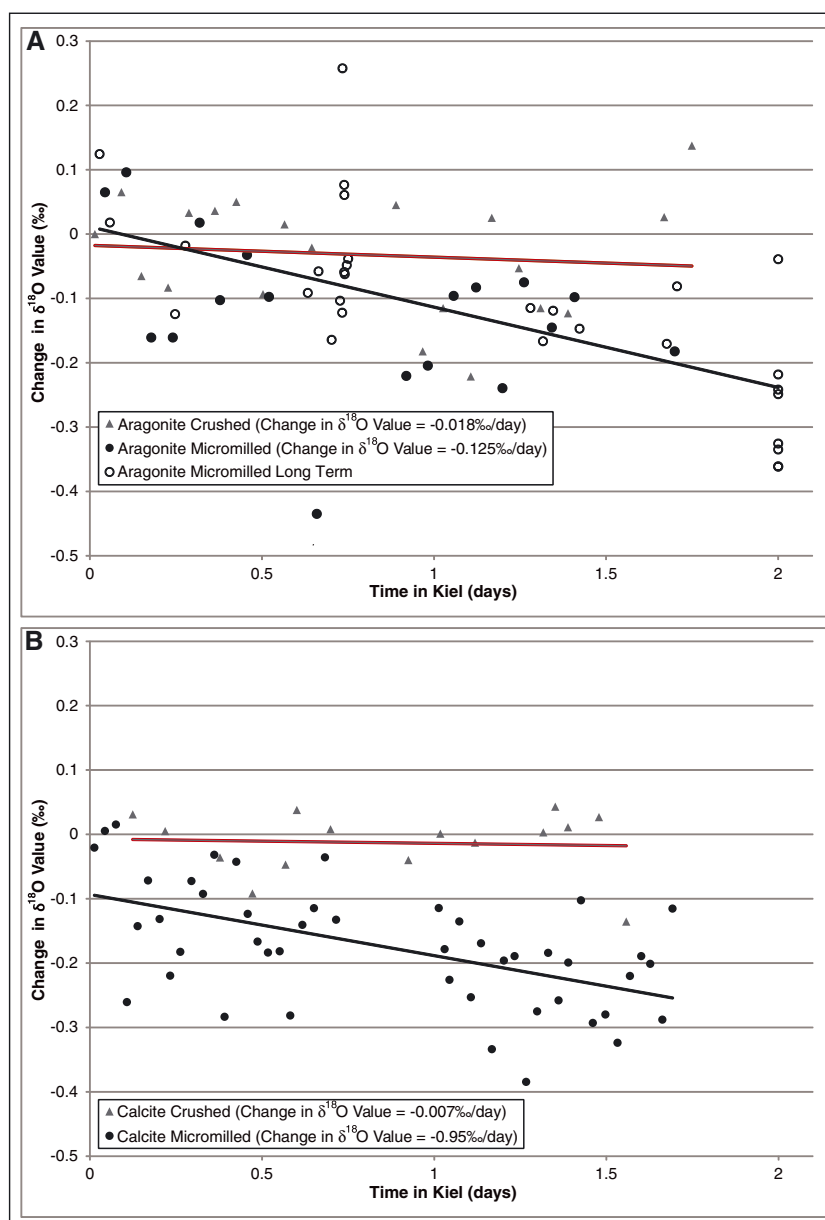 A
0.3
0.2
0.1
0
-0.1
-0.2
-0.3
-0.4
-0.5
Change in δ¹⁸O Value (‰)
Aragonite Crushed (Change in δ¹⁸O Value = -0.018‰/day)
Aragonite Micromilled (Change in δ¹⁸O Value = -0.125‰/day)
Aragonite Micromilled Long Term
0 0.5 1 1.5 2
Time in Kiel (days)
B
0.3
0.2
0.1
0
-0.1
-0.2
-0.3
-0.4
-0.5
Change in δ¹⁸O Value (‰)
Calcite Crushed (Change in δ¹⁸O Value = -0.007‰/day)
Calcite Micromilled (Change in δ¹⁸O Value = -0.95‰/day)
0 0.5 1 1.5 2
Time in Kiel (days)